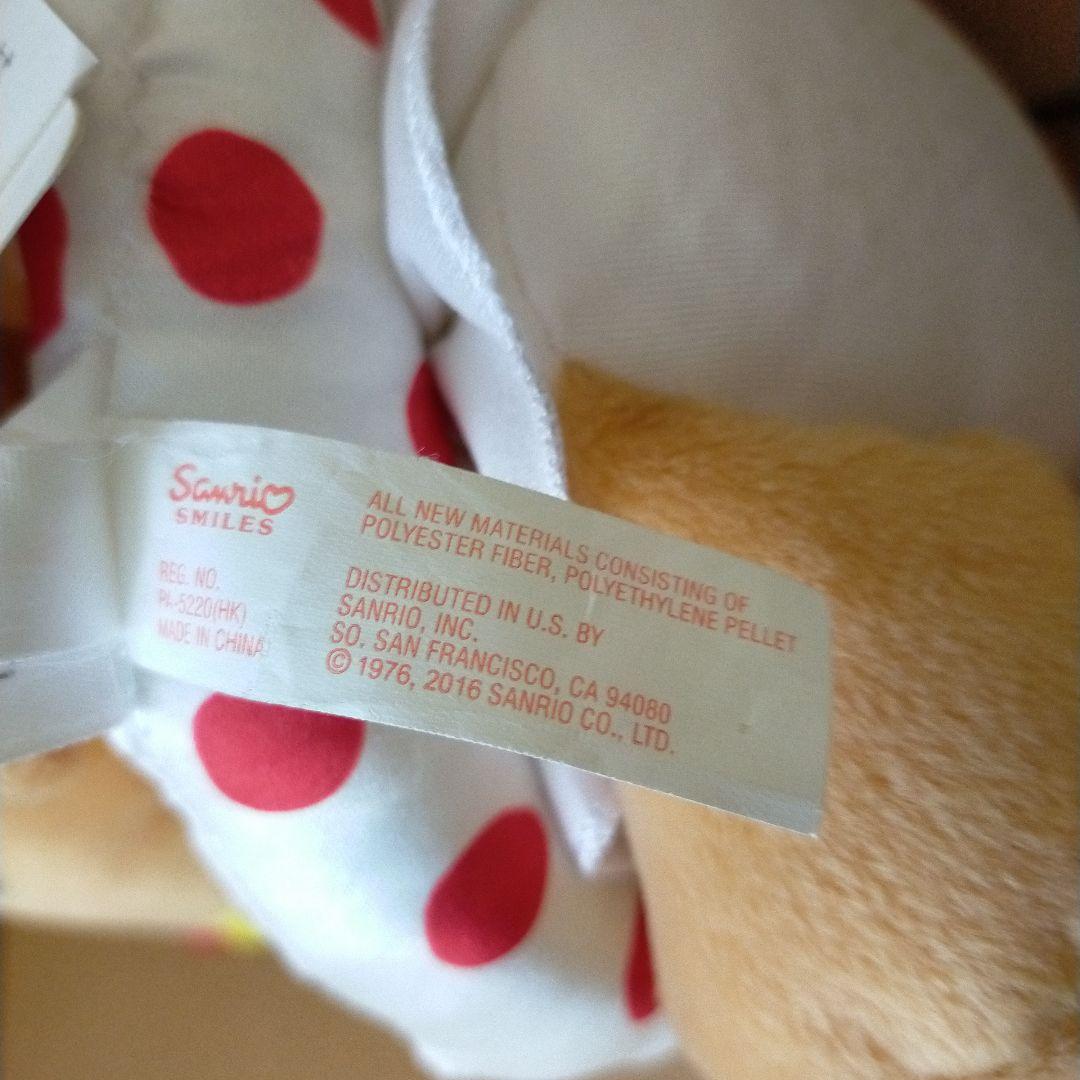 Sanrio
SMILES
REG. NO.
PA-5220(HK)
MADE IN CHINA
ALL NEW MATERIALS CONSISTING OF
POLYESTER FIBER, POLYETHYLENE PELLET
DISTRIBUTED IN U.S. BY
SANRIO, INC.
SO. SAN FRANCISCO, CA 94080
© 1976, 2016 SANRIO CO., LTD.